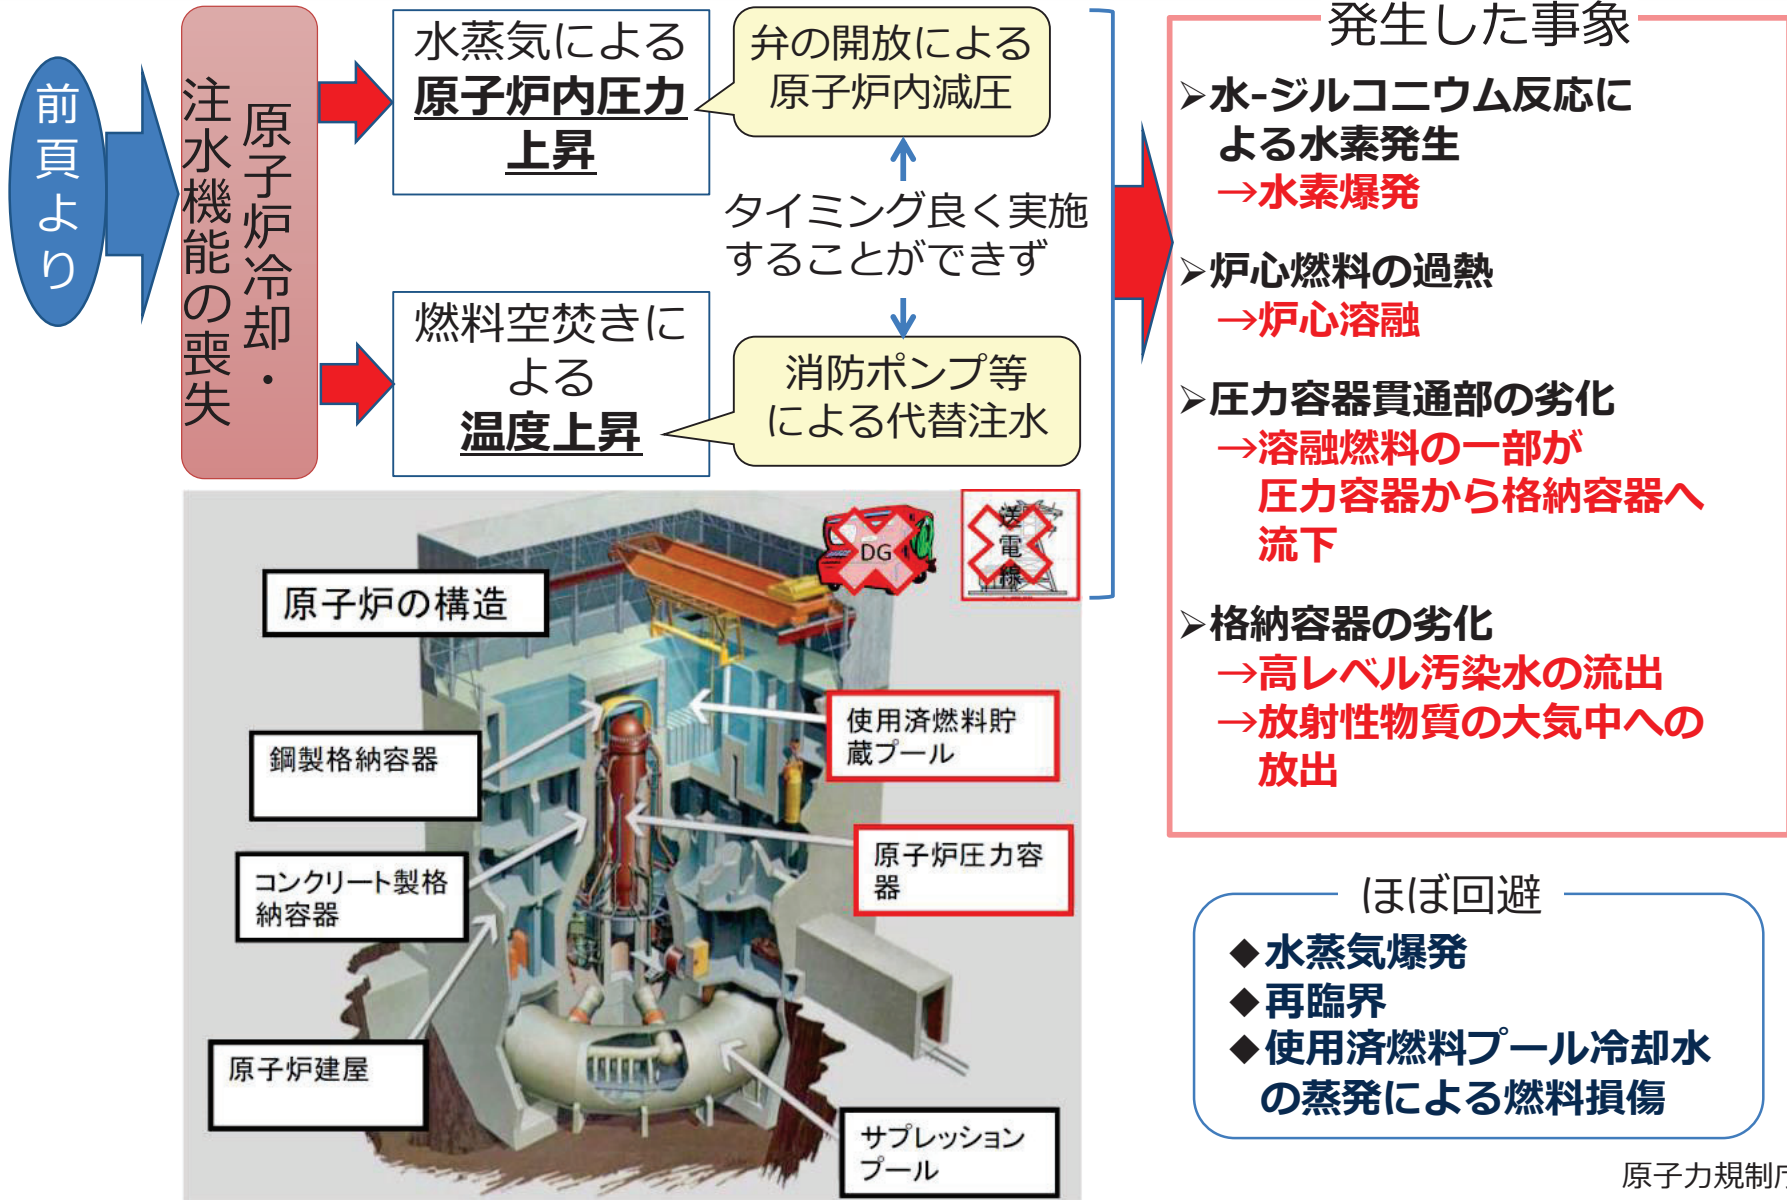 前頁より
原子炉冷却・
注水機能の喪失
水蒸気による
原子炉内圧力
上昇
弁の開放による
原子炉内減圧
タイミング良く実施
することができず
燃料空焚きに
よる
温度上昇
消防ポンプ等
による代替注水
発生した事象
➢水-ジルコニウム反応に
よる水素発生
→水素爆発
➢炉心燃料の過熱
→炉心溶融
➢圧力容器貫通部の劣化
→溶融燃料の一部が
圧力容器から格納容器へ
流下
➢格納容器の劣化
→高レベル汚染水の流出
→放射性物質の大気中への
放出
ほぼ回避
◆水蒸気爆発
◆再臨界
◆使用済燃料プール冷却水
の蒸発による燃料損傷
DG
送電線
原子炉の構造
使用済燃料貯
蔵プール
鋼製格納容器
原子炉圧力容
器
コンクリート製格
納容器
原子炉建屋
サプレッション
プール
原子力規制庁